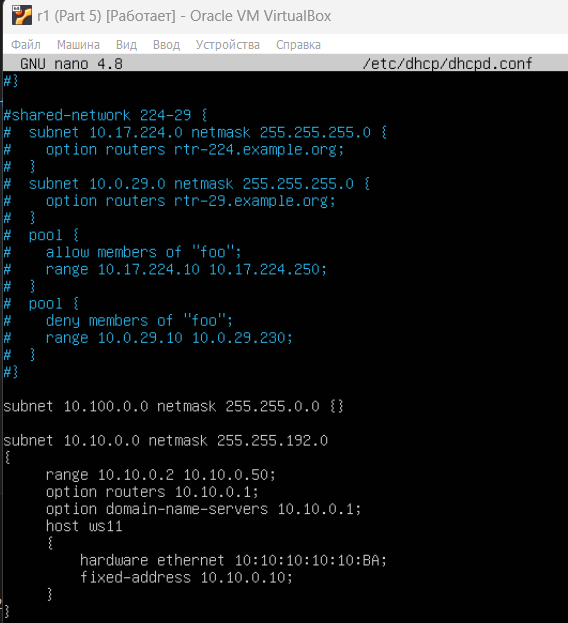 r1 (Part 5) [Работает] - Oracle VM VirtualBox
Файл Машина Вид Ввод Устройства Справка
GNU nano 4.8 /etc/dhcp/dhcpd.conf
#}
#shared-network 224-29 {
#  subnet 10.17.224.0 netmask 255.255.255.0 {
#    option routers rtr-224.example.org;
#  }
#  subnet 10.0.29.0 netmask 255.255.255.0 {
#    option routers rtr-29.example.org;
#  }
#  pool {
#    allow members of "foo";
#    range 10.17.224.10 10.17.224.250;
#  }
#  pool {
#    deny members of "foo";
#    range 10.0.29.10 10.0.29.230;
#  }
#}
subnet 10.100.0.0 netmask 255.255.0.0 {}
subnet 10.10.0.0 netmask 255.255.192.0
{
     range 10.10.0.2 10.10.0.50;
     option routers 10.10.0.1;
     option domain-name-servers 10.10.0.1;
     host ws11
     {
         hardware ethernet 10:10:10:10:10:BA;
         fixed-address 10.10.0.10;
     }
}